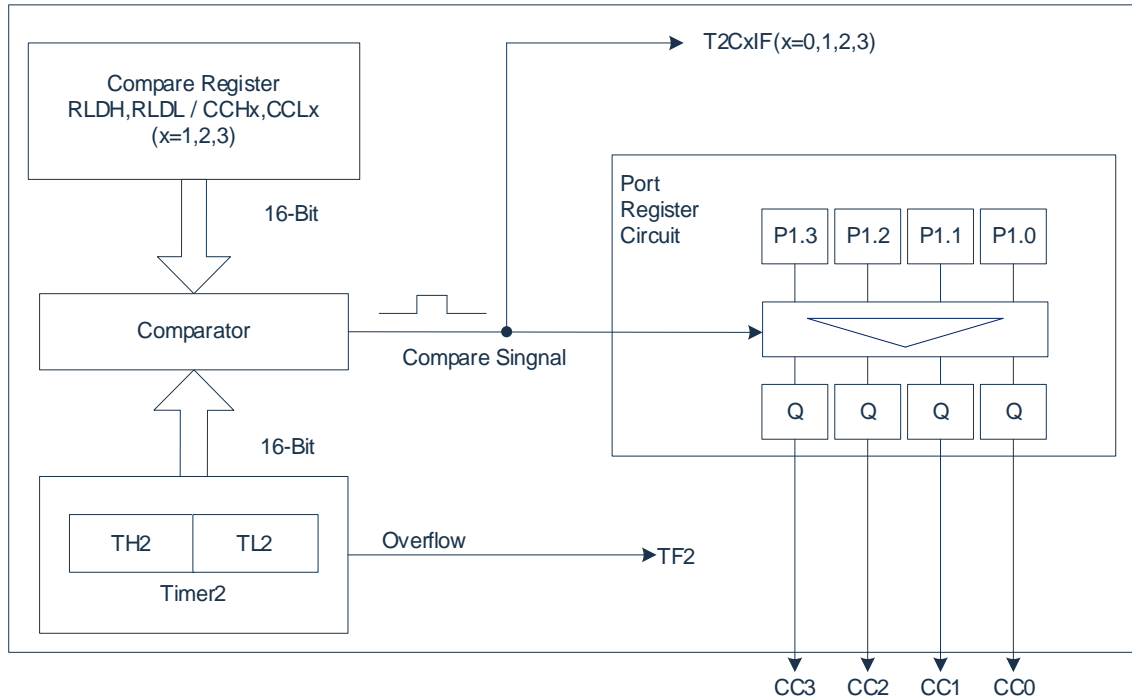 T2CxIF(x=0,1,2,3)
Compare Register
RLDH,RLDL / CCHx,CCLx
(x=1,2,3)
16-Bit
Port
Register
Circuit
P1.3
P1.2
P1.1
P1.0
Comparator
Compare Singnal
Q
Q
Q
Q
16-Bit
TH2
TL2
Timer2
Overflow
TF2
CC3
CC2
CC1
CC0